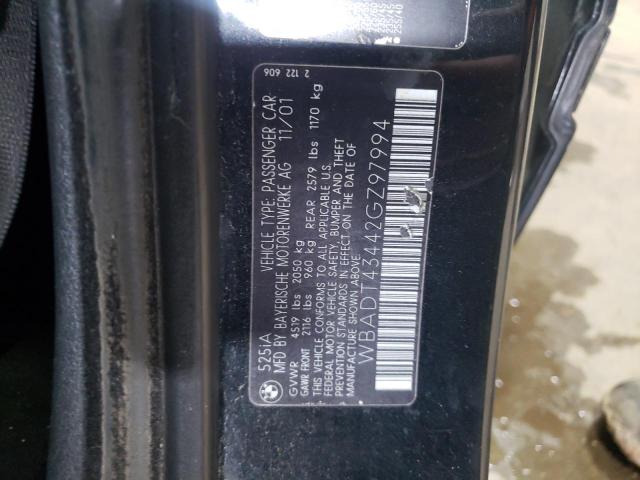 2 122 606
5251A VEHICLE TYPE: PASSENGER CAR
MFD BY BAYERISCHE MOTORENWERKE AG 11/01
GVWR 4519 lbs 2050 kg
GAWR FRONT 2116 lbs 960 kg REAR 2579 lbs 1170 kg
THIS VEHICLE CONFORMS TO ALL APPLICABLE U.S.
FEDERAL MOTOR VEHICLE SAFETY, BUMPER AND THEFT
PREVENTION STANDARDS IN EFFECT ON THE DATE OF
MANUFACTURE SHOWN ABOVE.
WBADT43442GZ97994